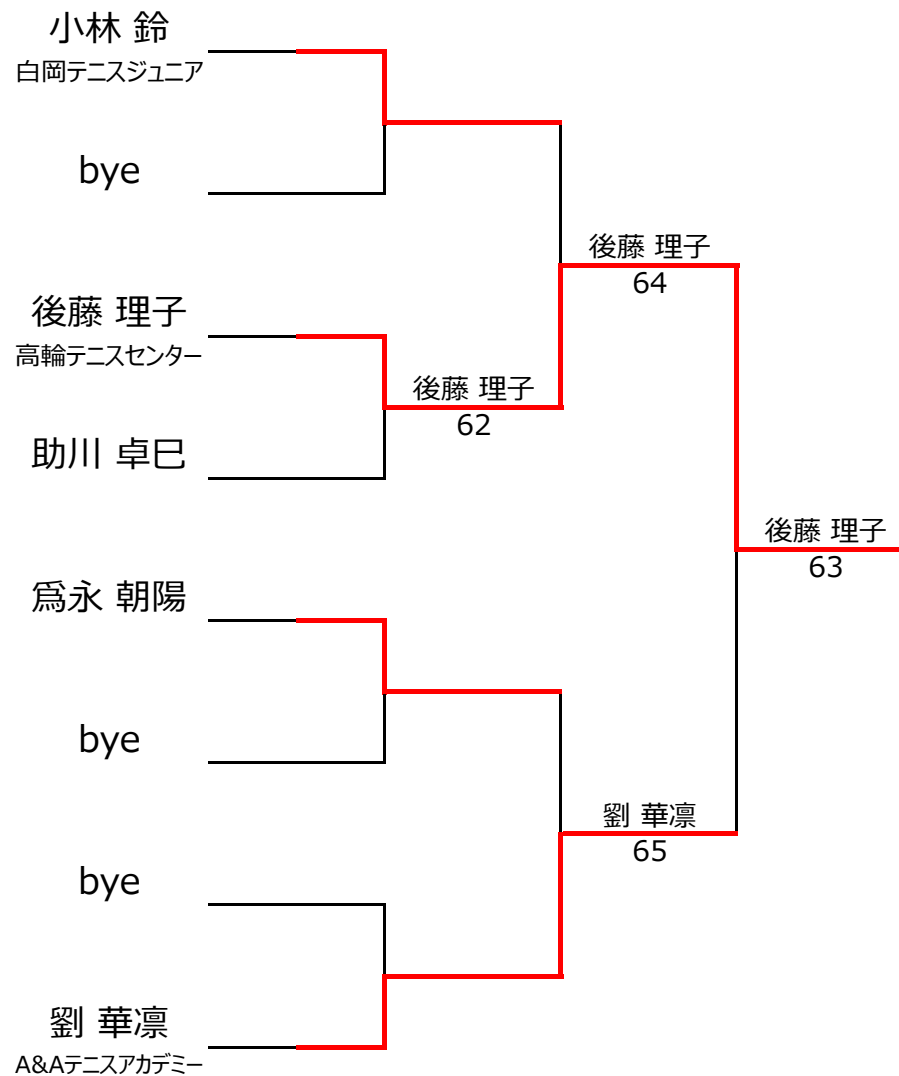 小林 鈴
白岡テニスジュニア
bye
後藤 理子
64
後藤 理子
高輪テニスセンター
後藤 理子
62
助川 卓巳
後藤 理子
63
爲永 朝陽
bye
劉 華凛
65
bye
劉 華凛
A&Aテニスアカデミー